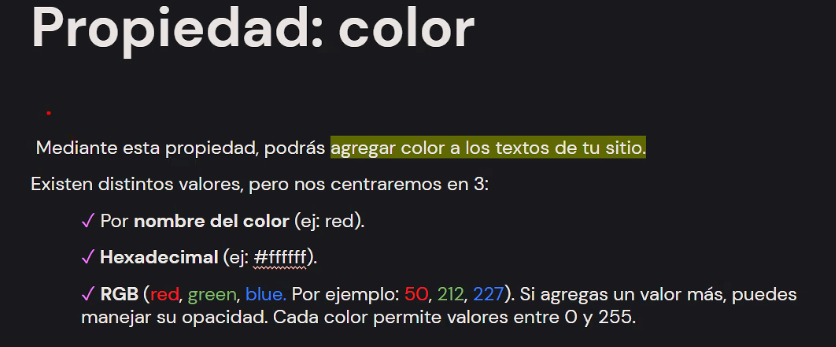 Propiedad: color
Mediante esta propiedad, podrás agregar color a los textos de tu sitio.
Existen distintos valores, pero nos centraremos en 3:
✓ Por nombre del color (ej: red).
✓ Hexadecimal (ej: #ffffff).
✓ RGB (red, green, blue. Por ejemplo: 50, 212, 227). Si agregas un valor más, puedes
manejar su opacidad. Cada color permite valores entre 0 y 255.